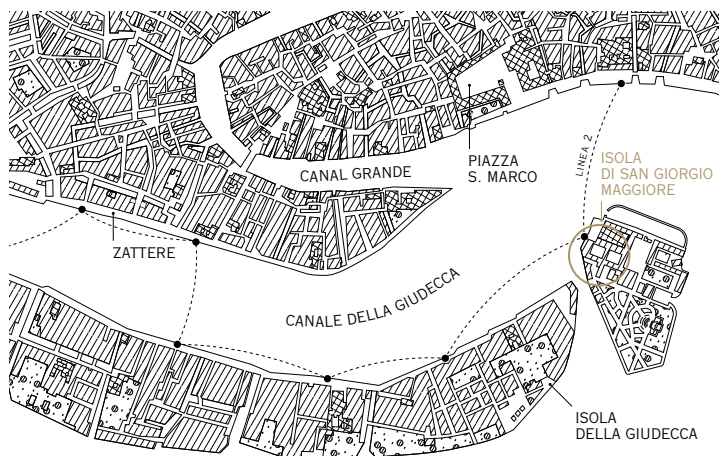 CANAL GRANDE
PIAZZA
S. MARCO
LINEA 2
ISOLA
DI SAN GIORGIO
MAGGIORE
ZATTERE
CANALE DELLA GIUDECCA
ISOLA
DELLA GIUDECCA